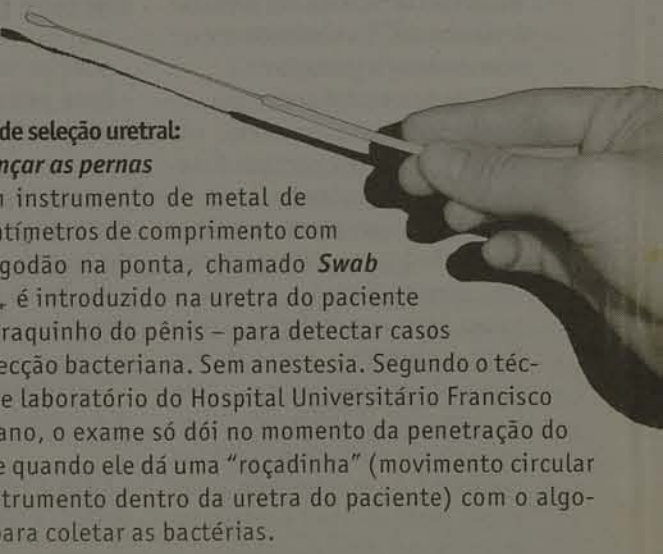 de seleção uretral:
nçar as pernas
instrumento de metal de
ntímetros de comprimento com
godão na ponta, chamado Swab
é introduzido na uretra do paciente
raquinho do pênis – para detectar casos
ecção bacteriana. Sem anestesia. Segundo o téc-
e laboratório do Hospital Universitário Francisco
ano, o exame só dói no momento da penetração do
e quando ele dá uma “roçadinha” (movimento circular
strumento dentro da uretra do paciente) com o algo-
para coletar as bactérias.